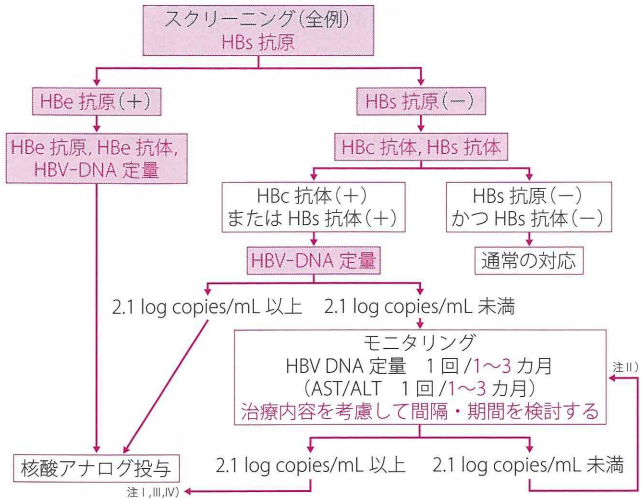 スクリーニング(全例)
HBs 抗原
HBe 抗原(+)
HBs 抗原(−)
HBe 抗原, HBe 抗体,
HBV-DNA 定量
HBc 抗体, HBs 抗体
HBc 抗体(+)
または HBs 抗体(+)
HBs 抗原(−)
かつ HBs 抗体(−)
HBV-DNA 定量
通常の対応
2.1 log copies/mL 以上
2.1 log copies/mL 未満
モニタリング
HBV DNA 定量 1 回 /1〜3 カ月
(AST/ALT 1 回 /1〜3 カ月)
治療内容を考慮して間隔・期間を検討する
注 II)
核酸アナログ投与
2.1 log copies/mL 以上
2.1 log copies/mL 未満
注 I, III, IV)